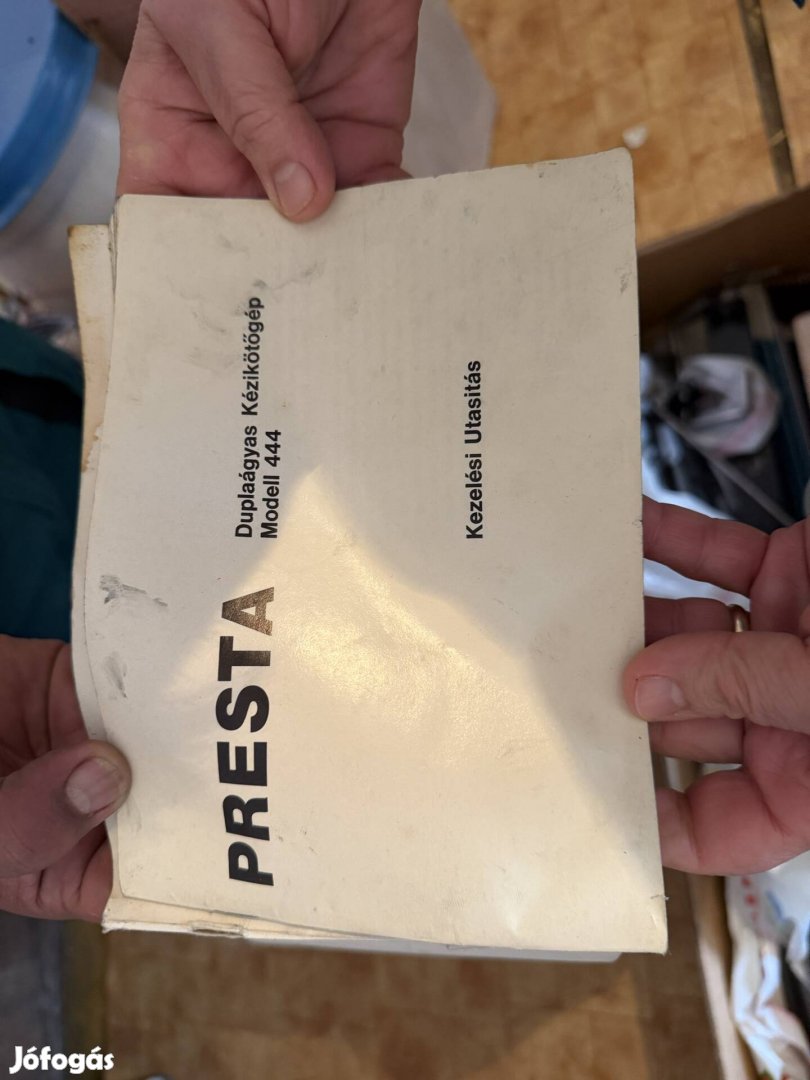 PRESTA
Duplaágyas Kézikötőgép
Modell 444
Kezelési Utasitás
Jófogás